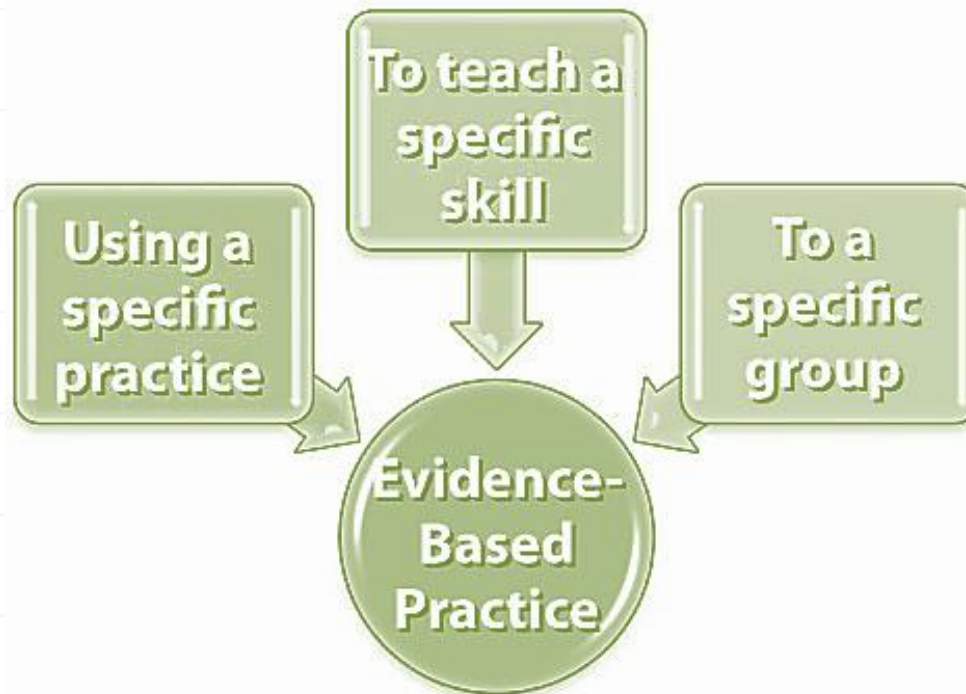 To teach a
specific
skill
Using a
specific
practice
To a
specific
group
Evidence-
Based
Practice